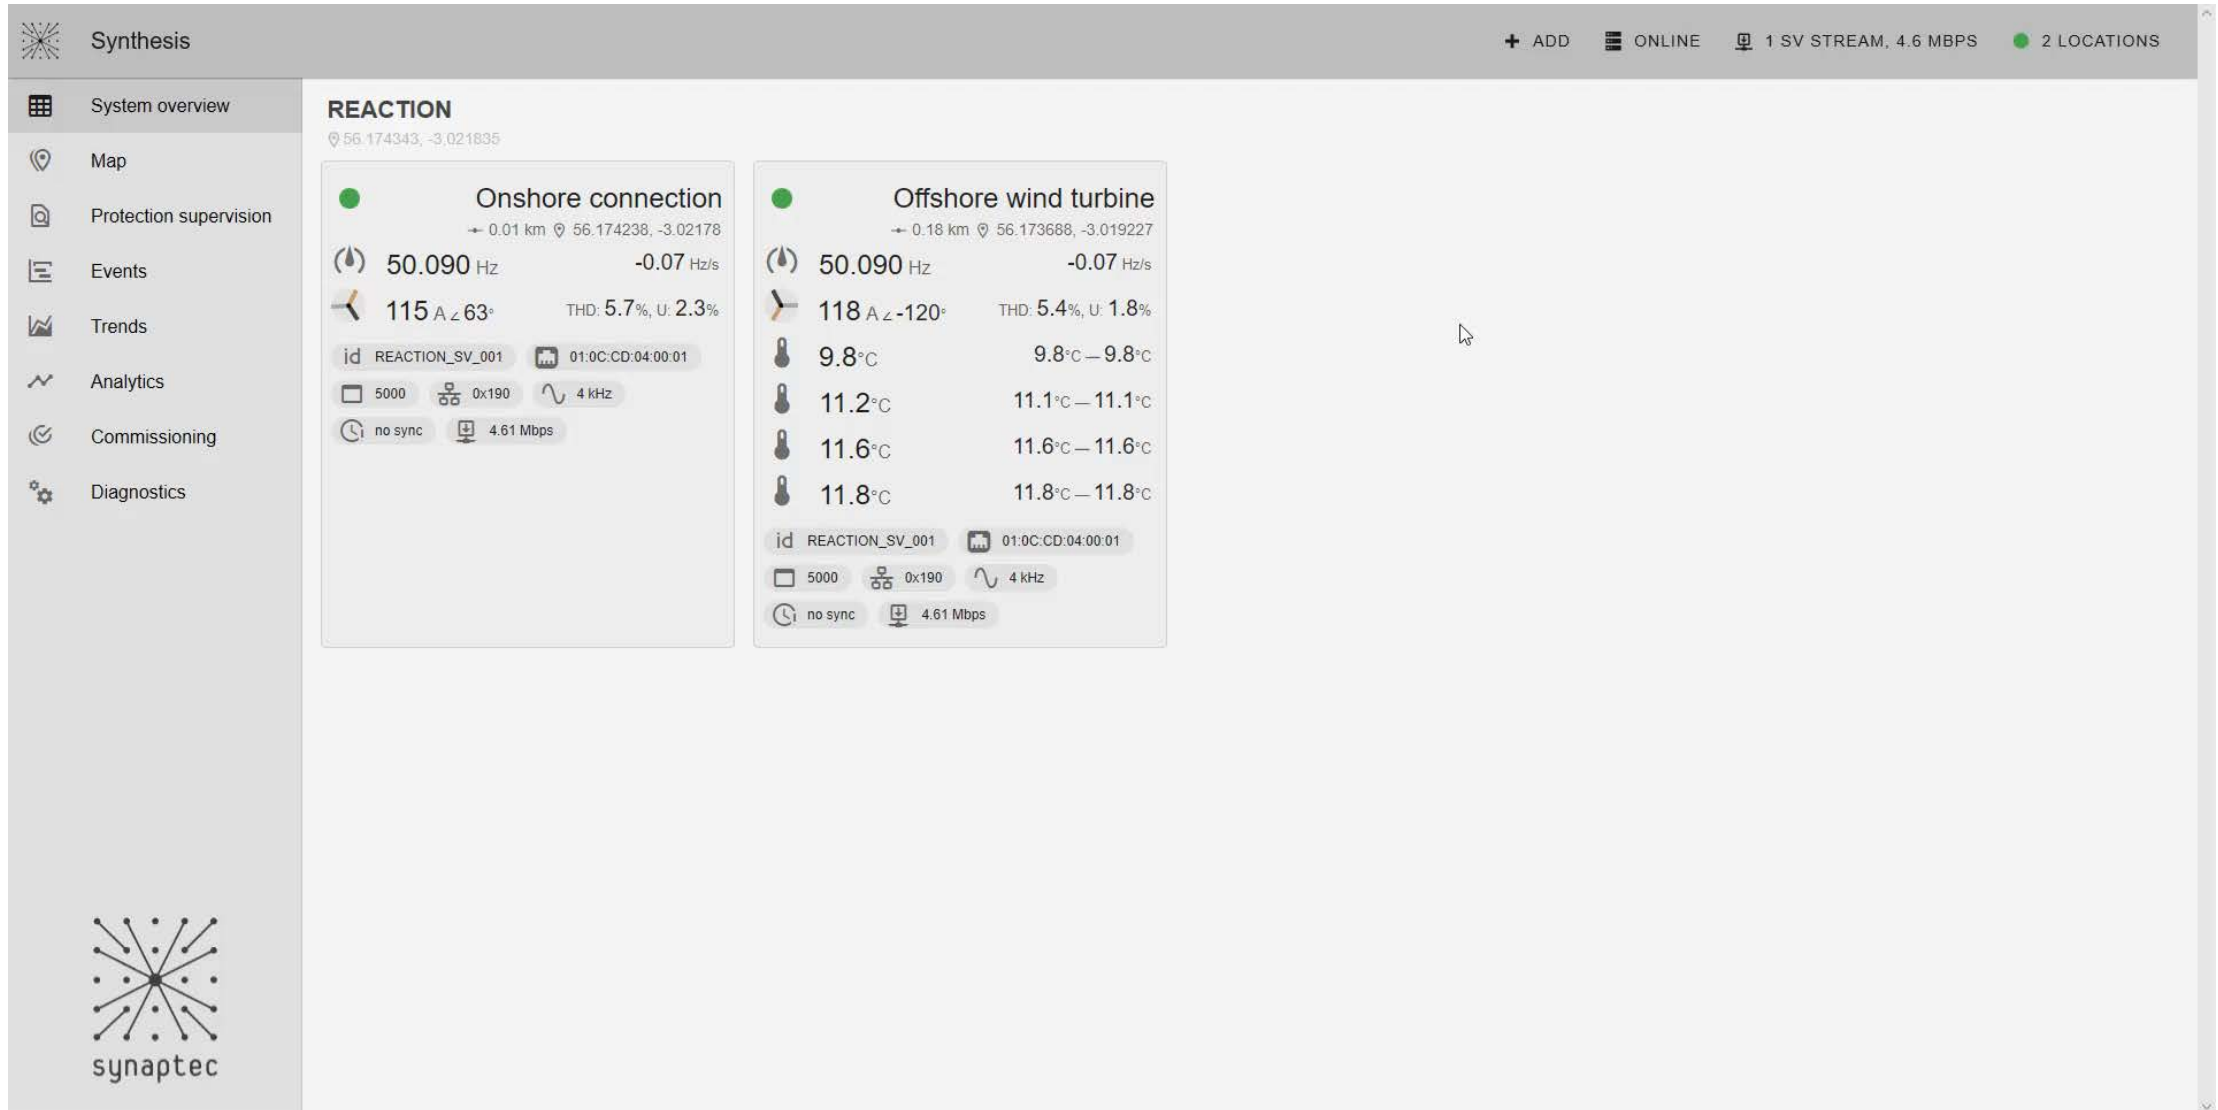 Synthesis
ADD ONLINE 1 SV STREAM, 4.6 MBPS 2 LOCATIONS
System overview
Map
Protection supervision
Events
Trends
Analytics
Commissioning
Diagnostics
synaptec
REACTION
56.174343, -3.021835
Onshore connection
0.01 km 56.174238, -3.02178
50.090 Hz -0.07 Hz/s
115 A ∠ 63° THD: 5.7%, U: 2.3%
id REACTION_SV_001 01:0C:CD:04:00:01
5000 0x190 4 kHz
no sync 4.61 Mbps
Offshore wind turbine
0.18 km 56.173688, -3.019227
50.090 Hz -0.07 Hz/s
118 A ∠ -120° THD: 5.4%, U: 1.8%
9.8°C 9.8°C — 9.8°C
11.2°C 11.1°C — 11.1°C
11.6°C 11.6°C — 11.6°C
11.8°C 11.8°C — 11.8°C
id REACTION_SV_001 01:0C:CD:04:00:01
5000 0x190 4 kHz
no sync 4.61 Mbps